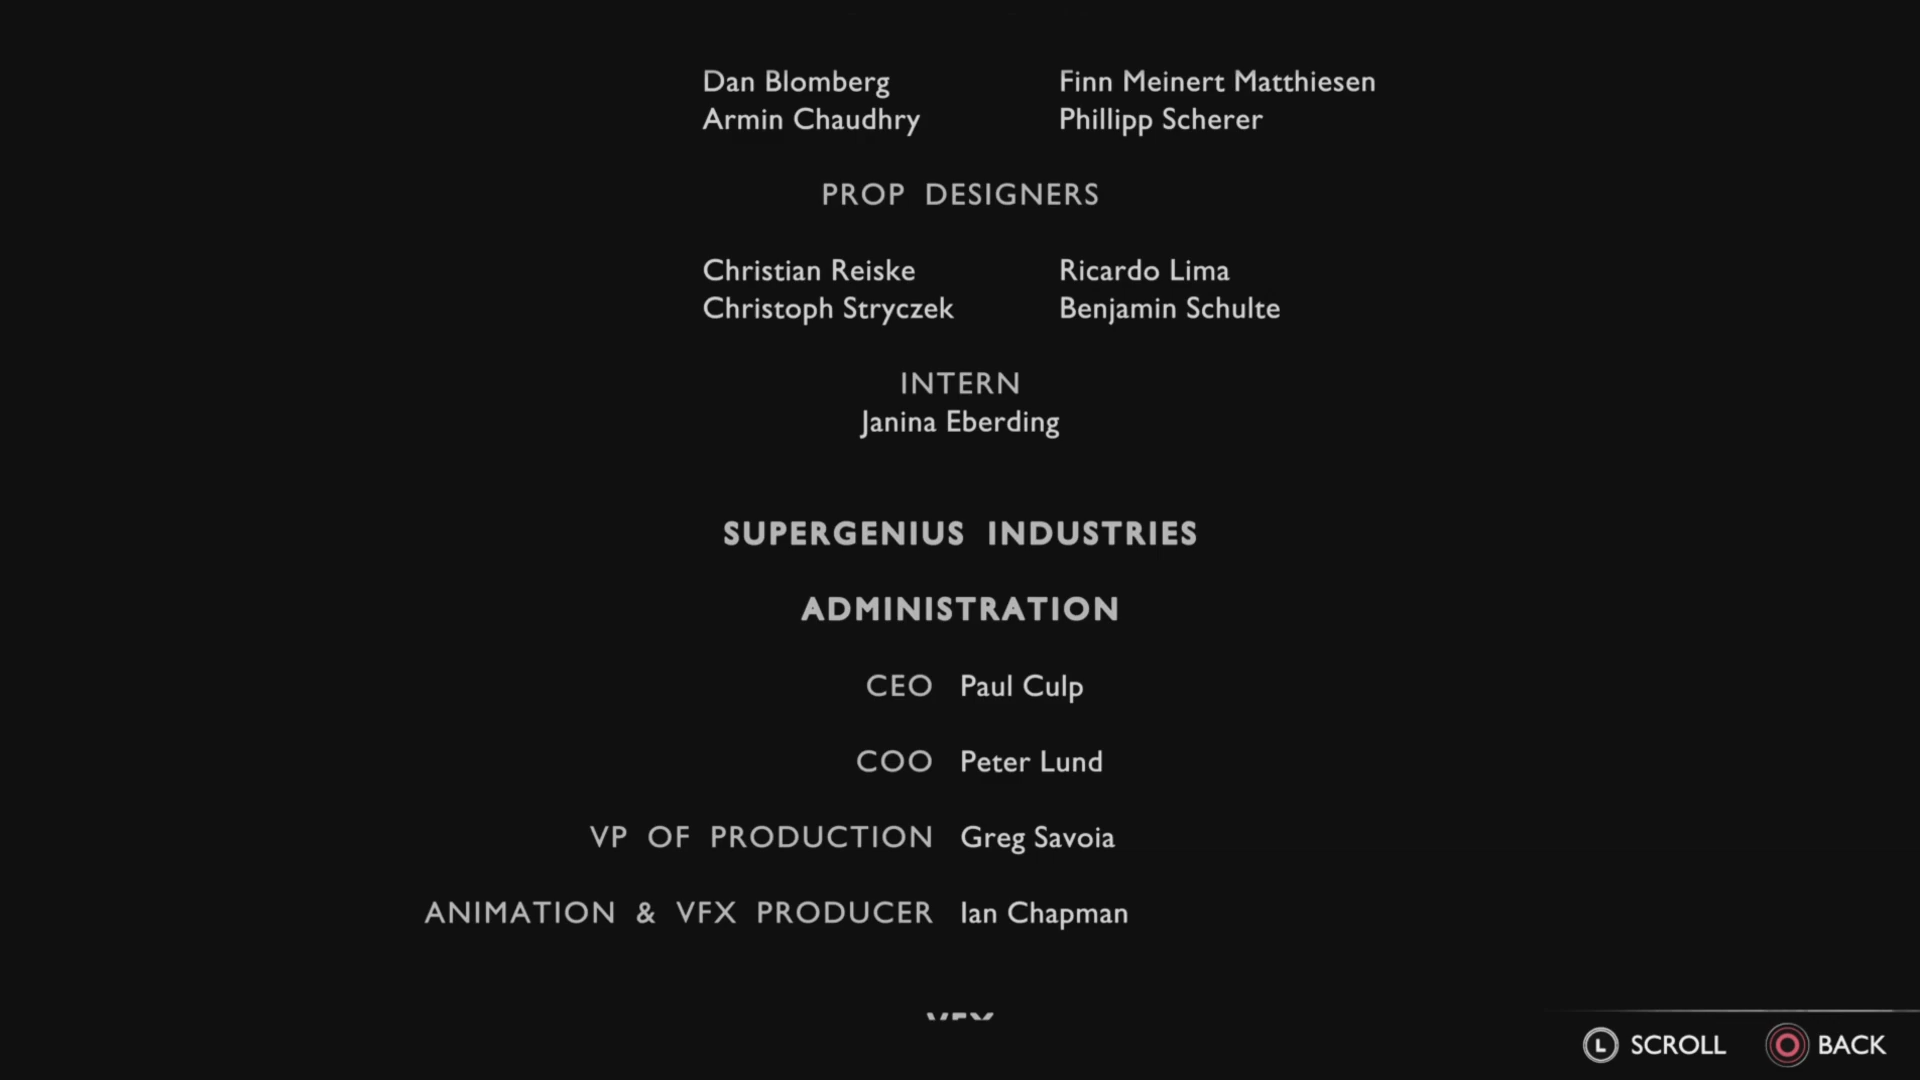 Dan Blomberg Finn Meinert Matthiesen
Armin Chaudhry Phillipp Scherer
PROP DESIGNERS
Christian Reiske Ricardo Lima
Christoph Stryczek Benjamin Schulte
INTERN
Janina Eberding
SUPERGENIUS INDUSTRIES
ADMINISTRATION
CEO Paul Culp
COO Peter Lund
VP OF PRODUCTION Greg Savoia
ANIMATION & VFX PRODUCER Ian Chapman
VFX
L SCROLL BACK